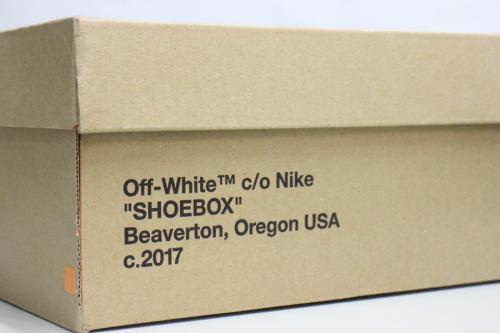 Off-White™ c/o Nike
"SHOEBOX"
Beaverton, Oregon USA
c.2017